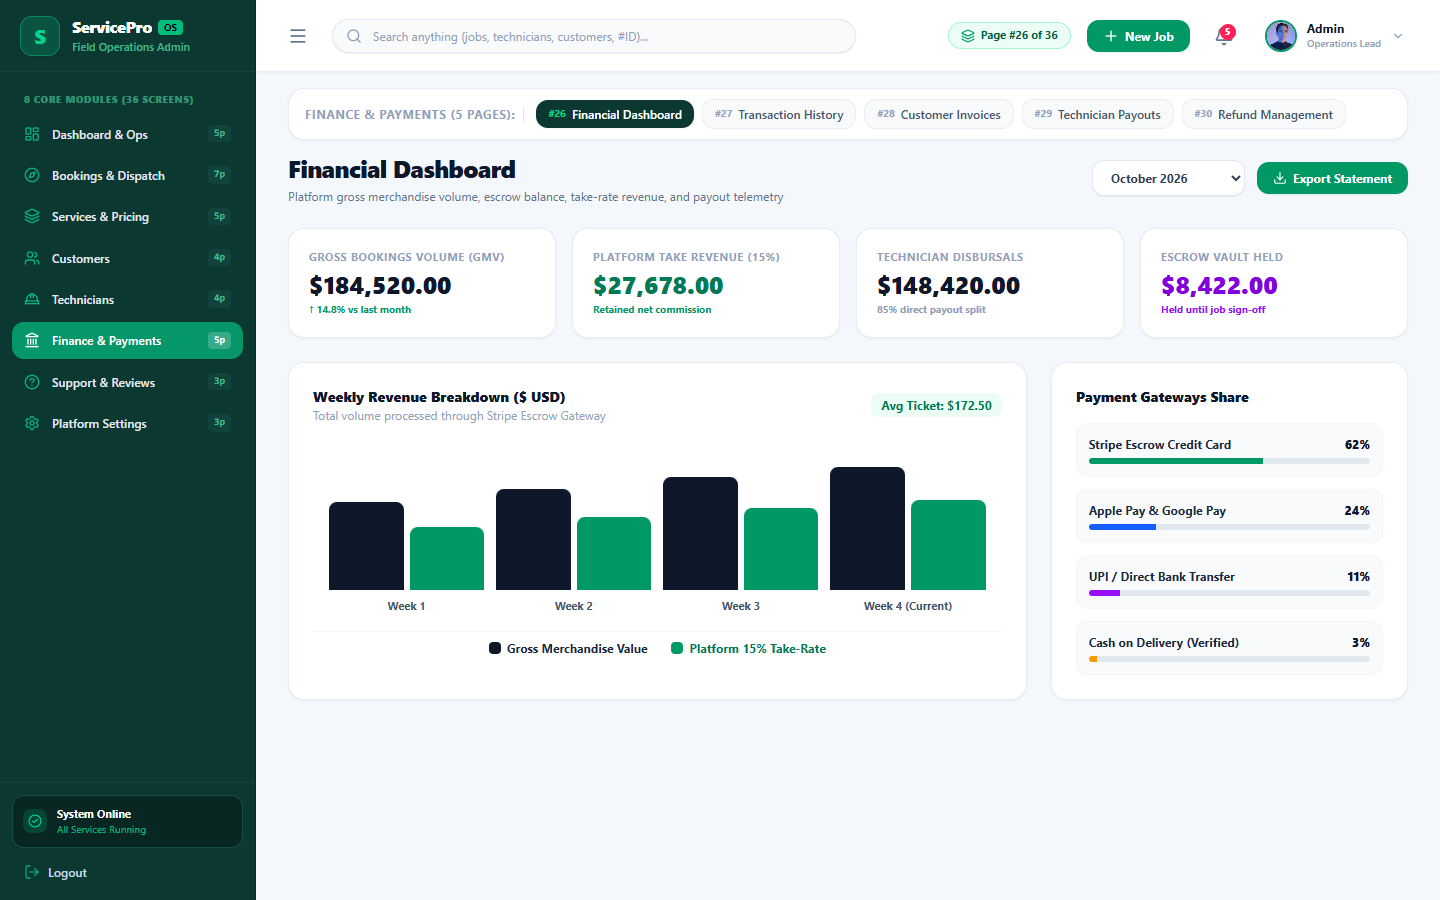 S
ServicePro OS
Field Operations Admin
8 CORE MODULES (36 SCREENS)
Dashboard & Ops 5p
Bookings & Dispatch 7p
Services & Pricing 5p
Customers 4p
Technicians 4p
Finance & Payments 5p
Support & Reviews 3p
Platform Settings 3p
System Online
All Services Running
Logout
Search anything (jobs, technicians, customers, #ID)...
Page #26 of 36
New Job
5
Admin
Operations Lead
FINANCE & PAYMENTS (5 PAGES):
#26 Financial Dashboard
#27 Transaction History
#28 Customer Invoices
#29 Technician Payouts
#30 Refund Management
Financial Dashboard
Platform gross merchandise volume, escrow balance, take-rate revenue, and payout telemetry
October 2026
Export Statement
GROSS BOOKINGS VOLUME (GMV)
$184,520.00
↑ 14.8% vs last month
PLATFORM TAKE REVENUE (15%)
$27,678.00
Retained net commission
TECHNICIAN DISBURSALS
$148,420.00
85% direct payout split
ESCROW VAULT HELD
$8,422.00
Held until job sign-off
Weekly Revenue Breakdown ($ USD)
Total volume processed through Stripe Escrow Gateway
Avg Ticket: $172.50
Week 1
Week 2
Week 3
Week 4 (Current)
Gross Merchandise Value
Platform 15% Take-Rate
Payment Gateways Share
Stripe Escrow Credit Card 62%
Apple Pay & Google Pay 24%
UPI / Direct Bank Transfer 11%
Cash on Delivery (Verified) 3%